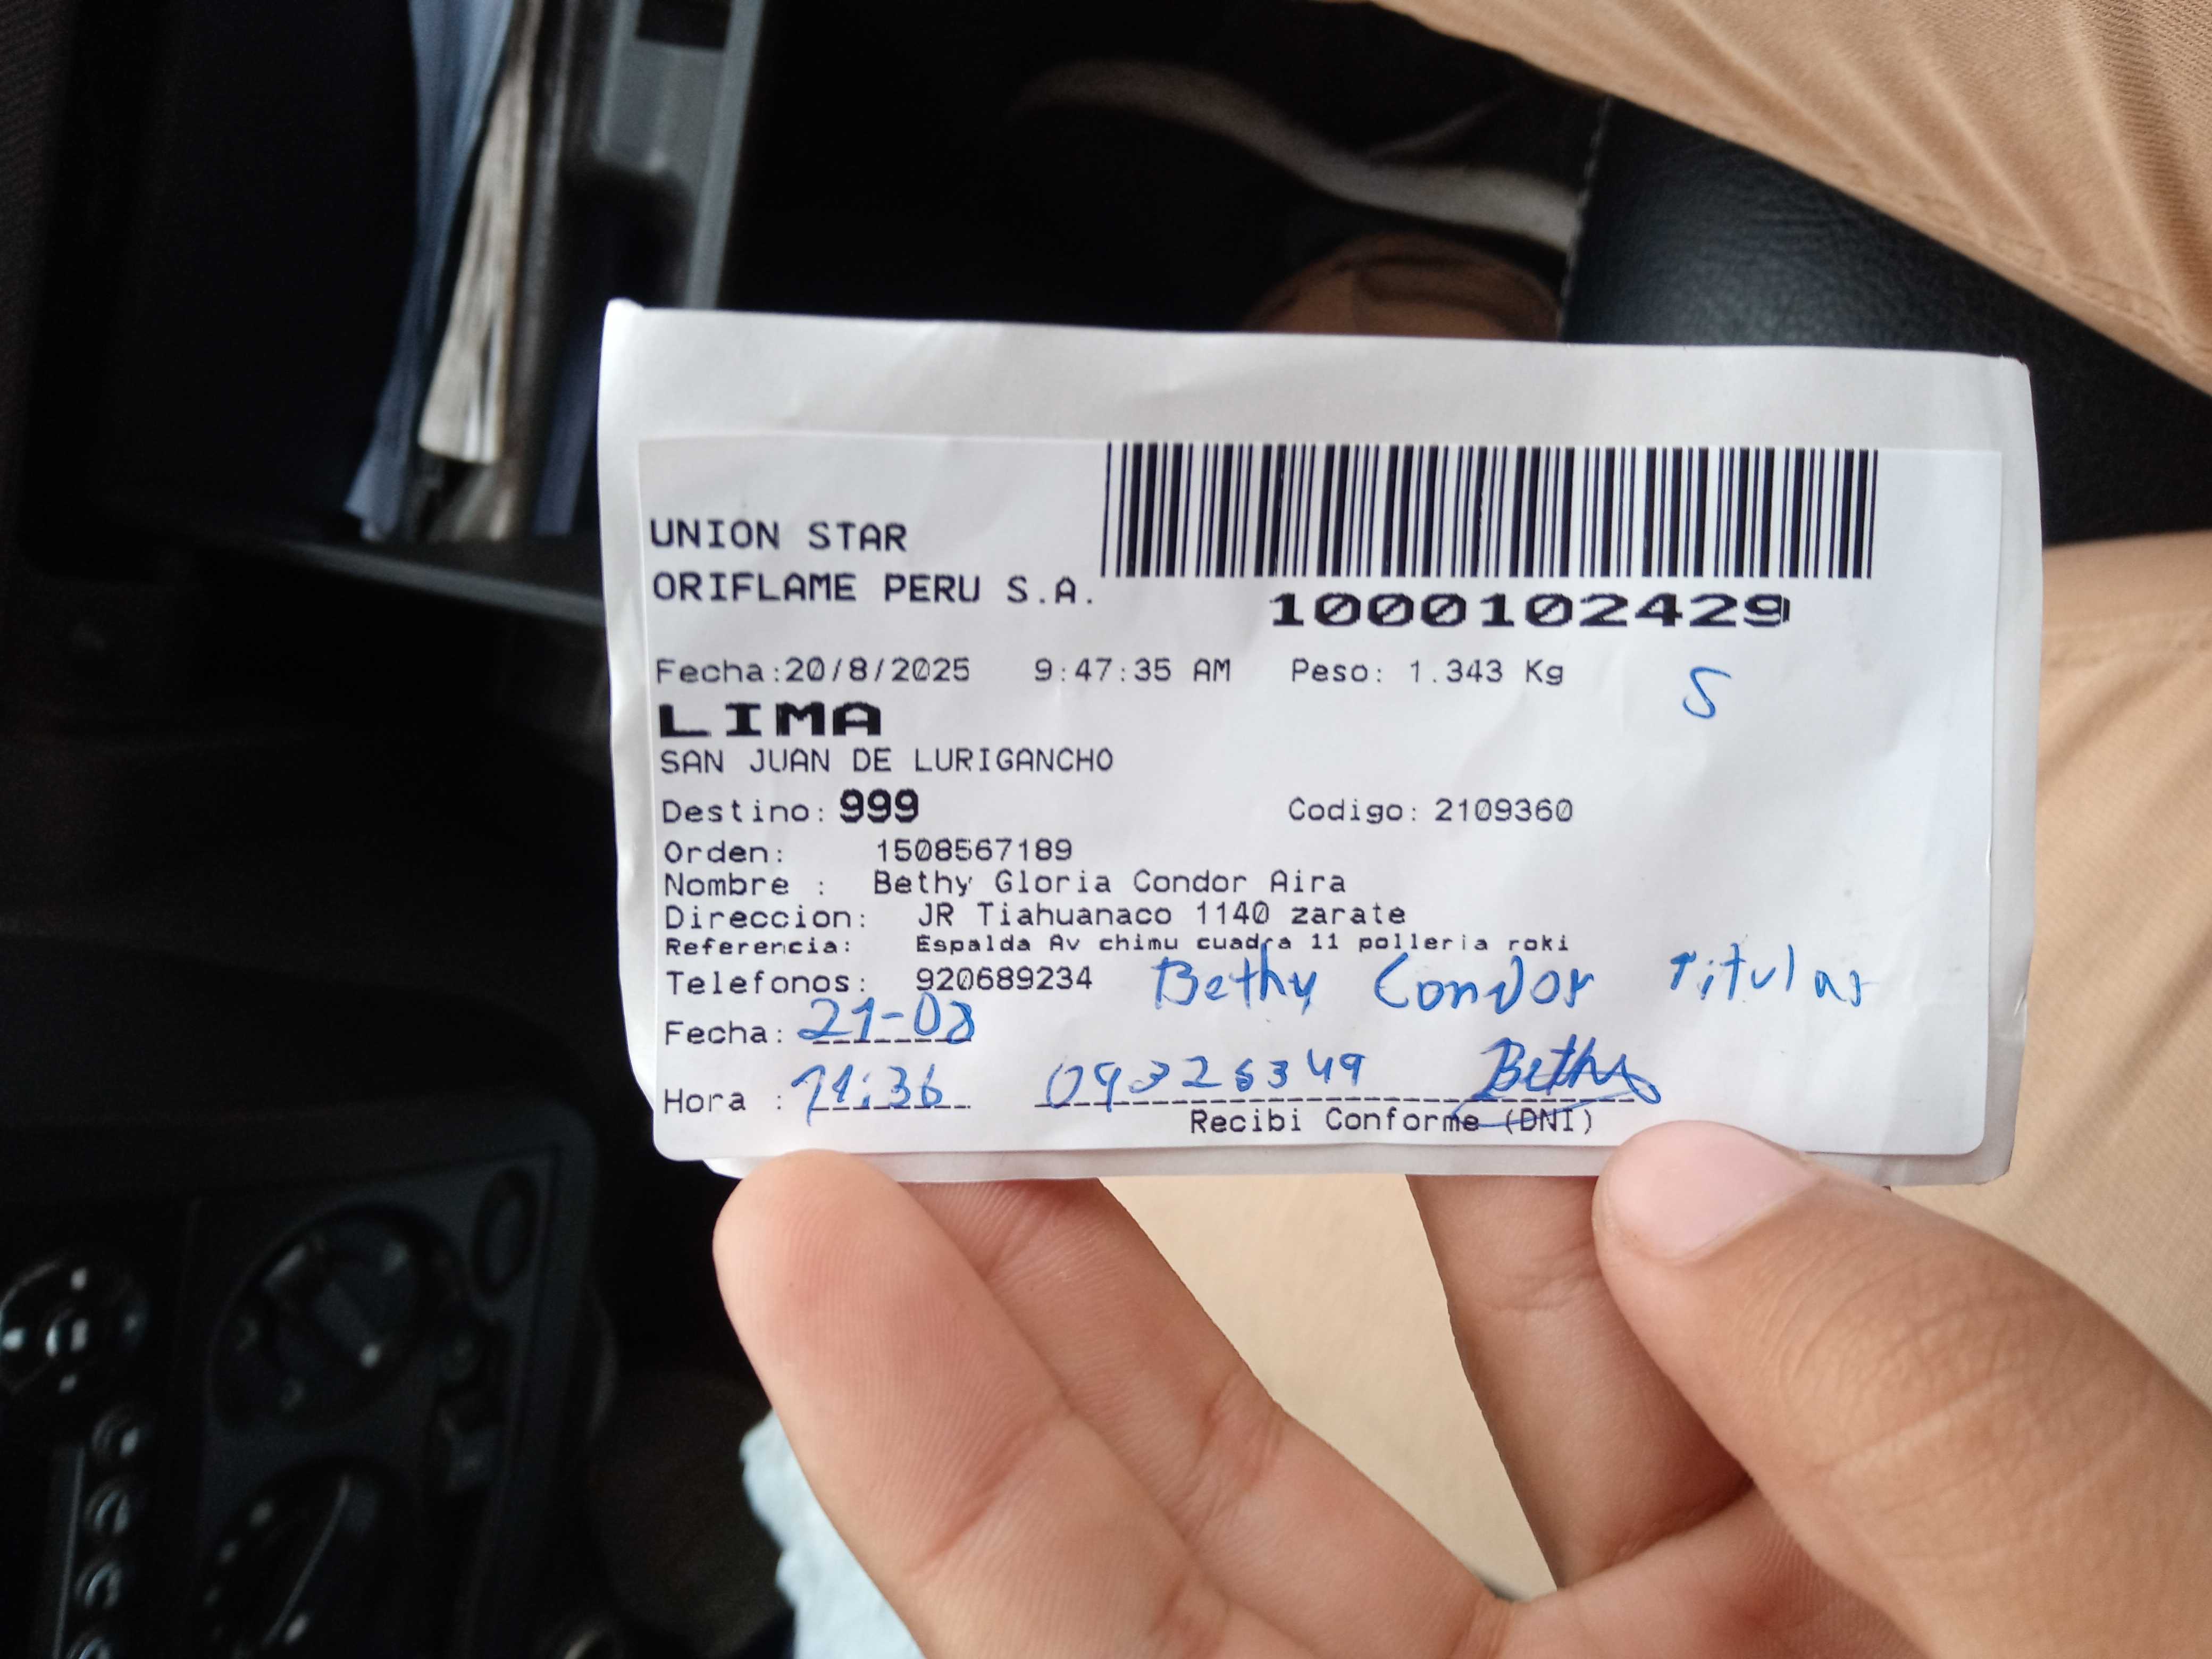 UNION STAR
ORIFLAME PERU S.A.
1000102429
Fecha:20/8/2025 9:47:35 AM Peso: 1.343 Kg
S
LIMA
SAN JUAN DE LURIGANCHO
Destino: 999 Codigo: 2109360
Orden: 1508567189
Nombre : Bethy Gloria Condor Aira
Direccion: JR Tiahuanaco 1140 zarate
Referencia: Espalda Av chimu cuadra 11 polleria roki
Telefonos: 920689234 Bethy Condor Titular
Fecha: 21-08
Hora : 11:36 Bethy
Recibi Conforme (DNI)